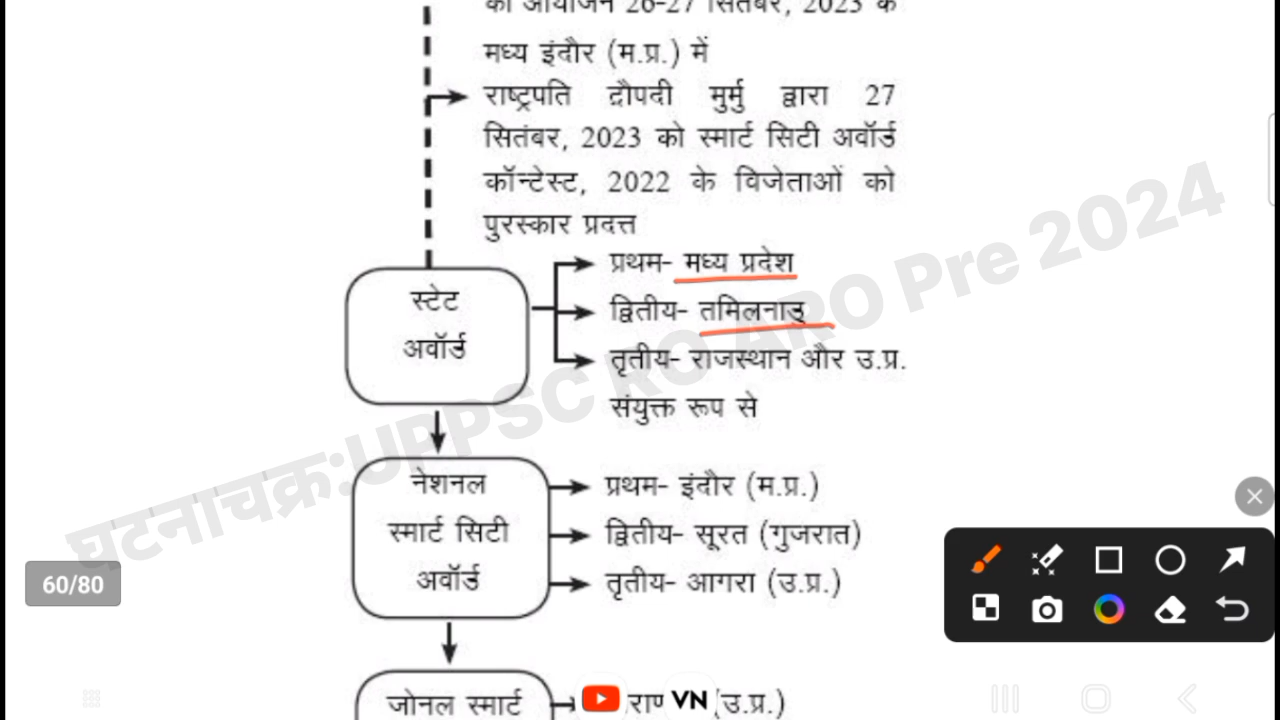 का आयोजन 26-27 सितंबर, 2023 के
मध्य इंदौर (म.प्र.) में
राष्ट्रपति द्रौपदी मुर्मु द्वारा 27
सितंबर, 2023 को स्मार्ट सिटी अवॉर्ड
कॉन्टेस्ट, 2022 के विजेताओं को
पुरस्कार प्रदत्त
स्टेट
अवॉर्ड
प्रथम- मध्य प्रदेश
द्वितीय- तमिलनाडु
तृतीय- राजस्थान और उ.प्र.
संयुक्त रूप से
नेशनल
स्मार्ट सिटी
अवॉर्ड
प्रथम- इंदौर (म.प्र.)
द्वितीय- सूरत (गुजरात)
तृतीय- आगरा (उ.प्र.)
जोनल स्मार्ट
(उ.प्र.)
VN
60/80
घटनाचक्र:UPPSC RO ARO Pre 2024